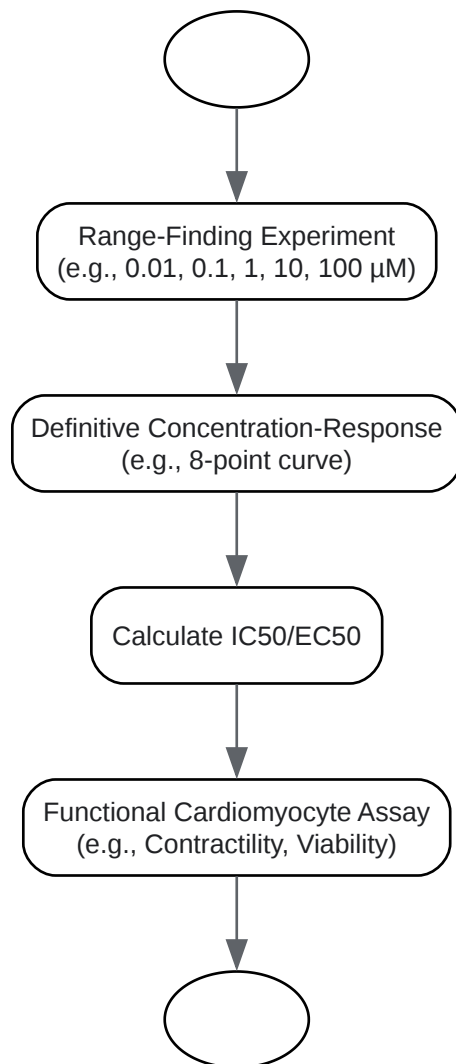 Range-Finding Experiment
(e.g., 0.01, 0.1, 1, 10, 100 µM)
Definitive Concentration-Response
(e.g., 8-point curve)
Calculate IC50/EC50
Functional Cardiomyocyte Assay
(e.g., Contractility, Viability)